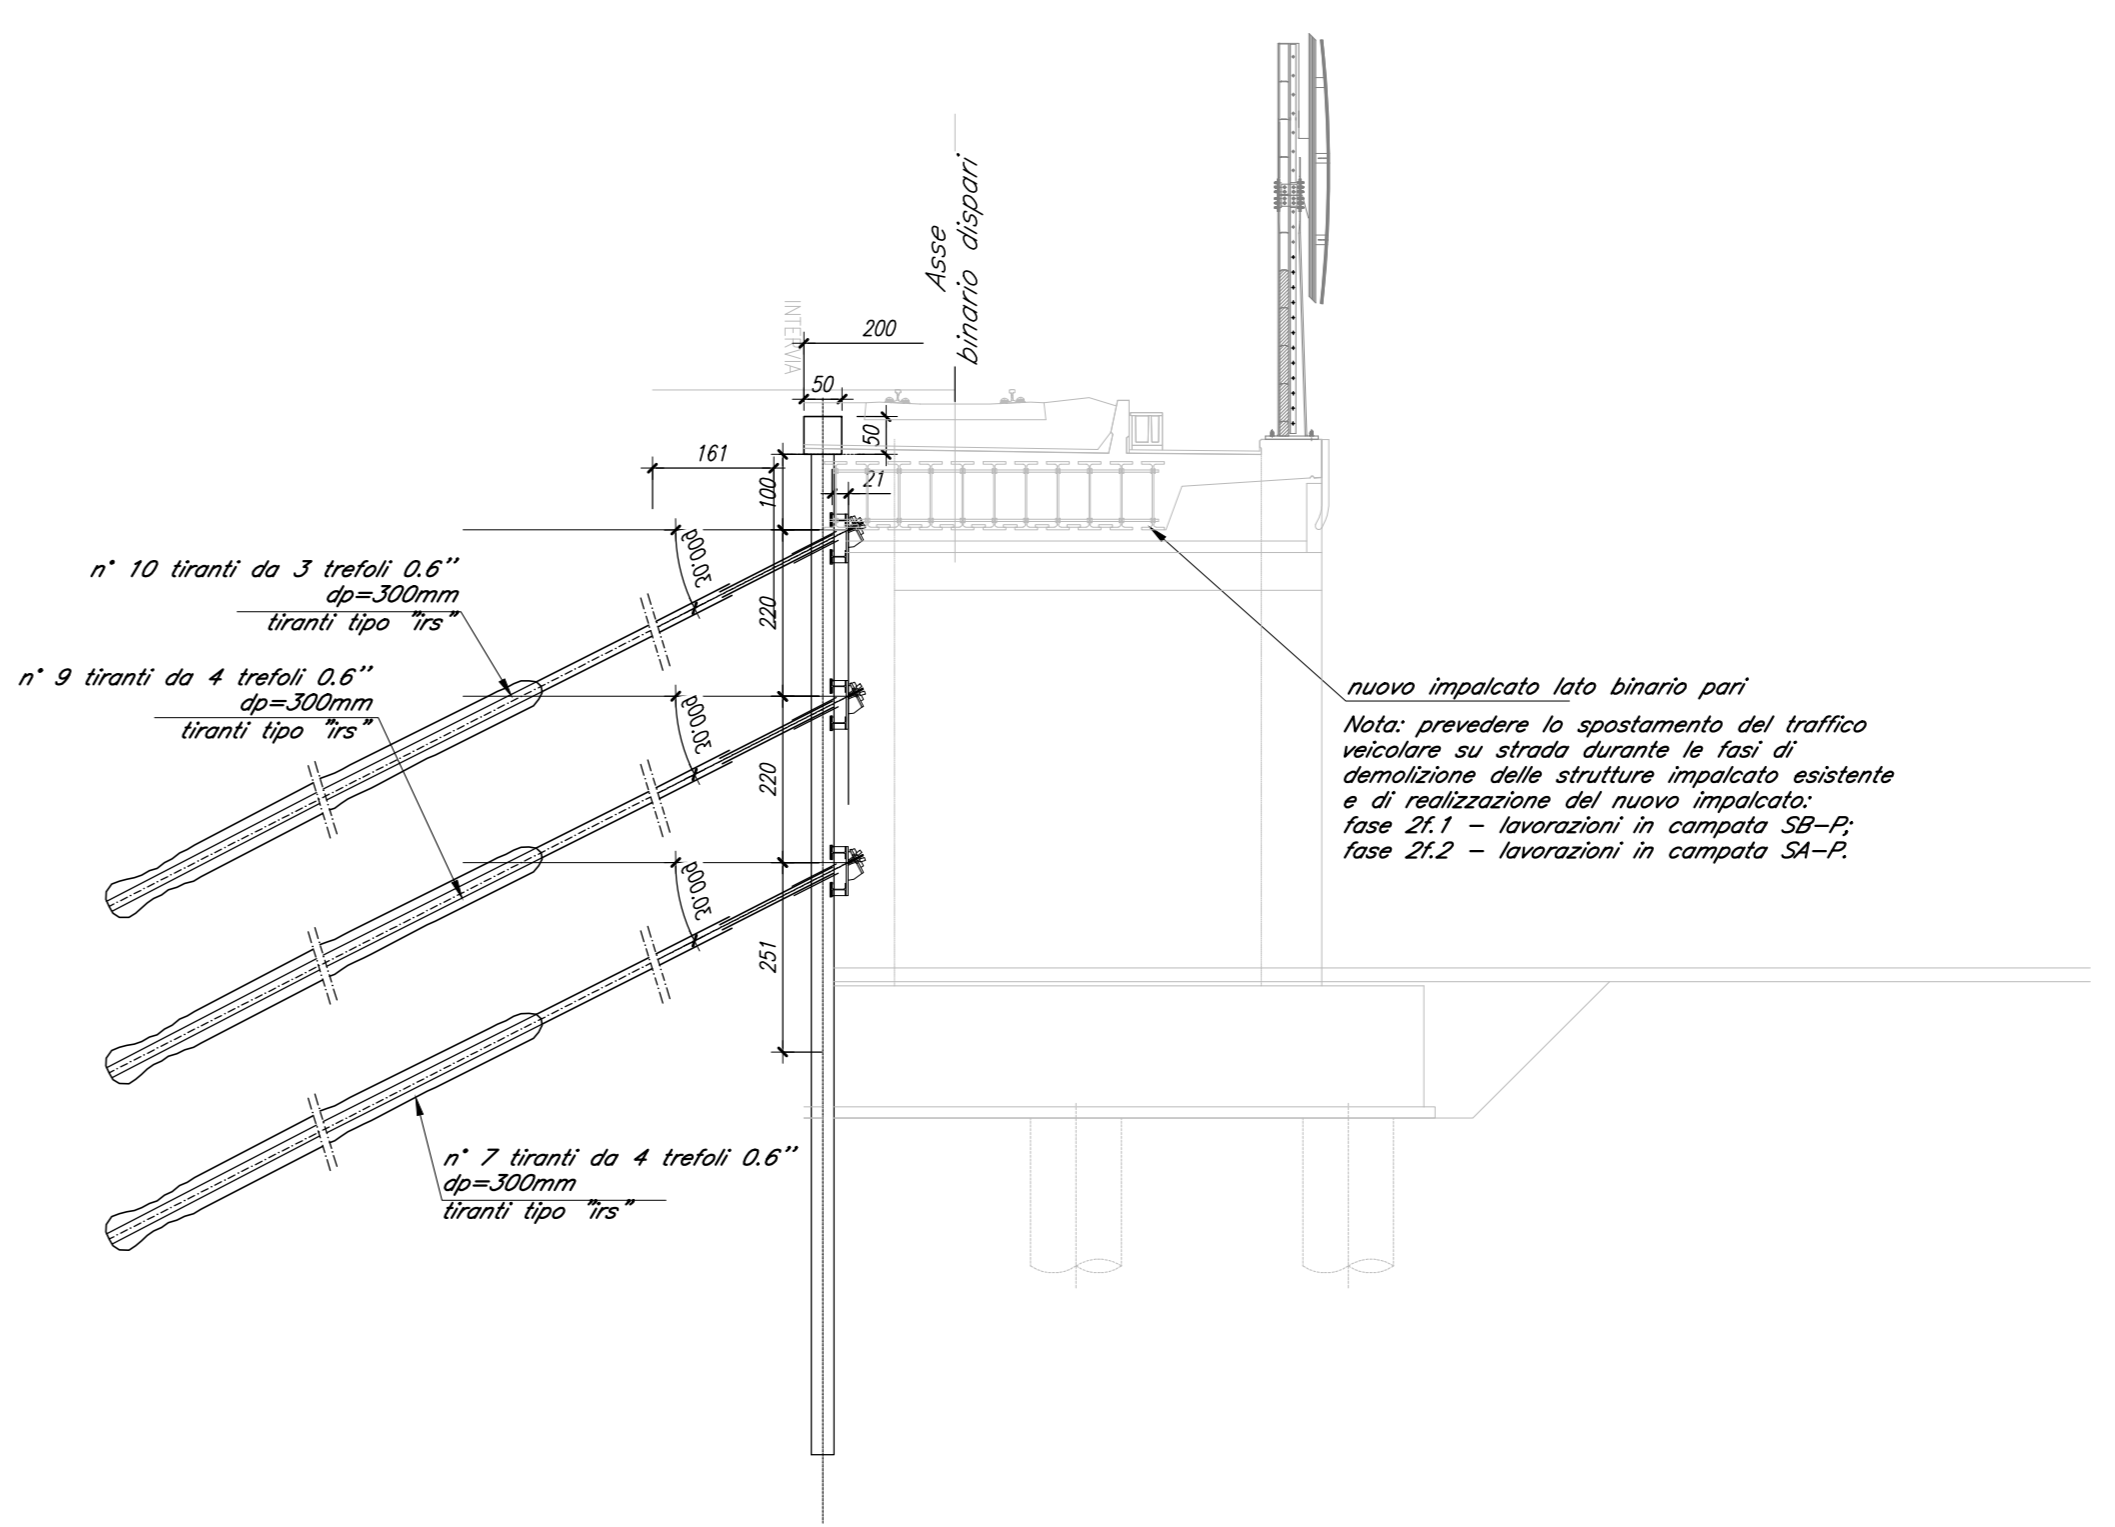 Asse
binario dispari
INTERVIA
200
50
50
161
100
21
30.000g
220
n° 10 tiranti da 3 trefoli 0.6’’
dp=300mm
tiranti tipo "irs"
n° 9 tiranti da 4 trefoli 0.6’’
dp=300mm
tiranti tipo "irs"
30.000g
220
30.000g
251
nuovo impalcato lato binario pari
Nota: prevedere lo spostamento del traffico
veicolare su strada durante le fasi di
demolizione delle strutture impalcato esistente
e di realizzazione del nuovo impalcato:
fase 2f.1 – lavorazioni in campata SB–P;
fase 2f.2 – lavorazioni in campata SA–P.
n° 7 tiranti da 4 trefoli 0.6’’
dp=300mm
tiranti tipo "irs"